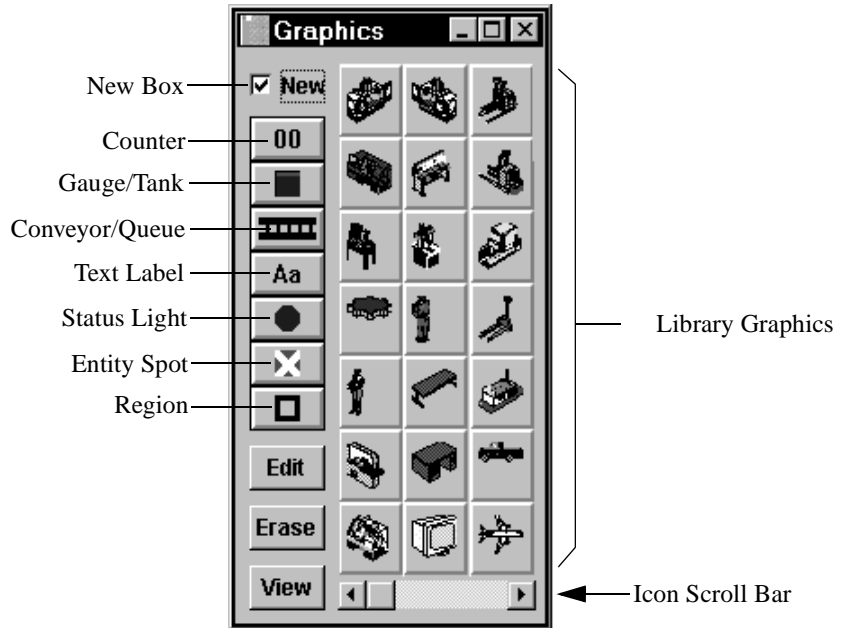 Graphics
New Box
New
Counter
00
Gauge/Tank
Conveyor/Queue
Text Label
Aa
Status Light
Entity Spot
Region
Library Graphics
Edit
Erase
View
Icon Scroll Bar